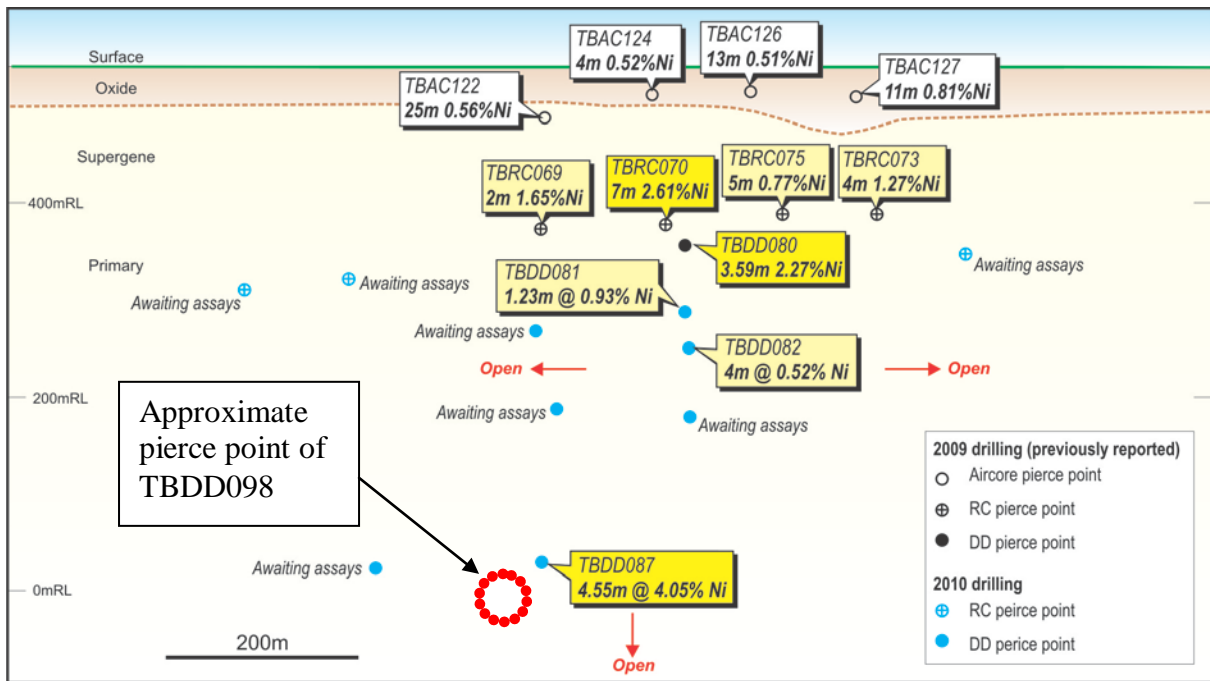 Surface
Oxide
Supergene
400mRL
Primary
200mRL
0mRL
200m
TBAC122
25m 0.56%Ni
TBAC124
4m 0.52%Ni
TBAC126
13m 0.51%Ni
TBAC127
11m 0.81%Ni
TBRC069
2m 1.65%Ni
TBRC070
7m 2.61%Ni
TBRC075
5m 0.77%Ni
TBRC073
4m 1.27%Ni
TBDD080
3.59m 2.27%Ni
TBDD081
1.23m @ 0.93% Ni
Awaiting assays
Awaiting assays
Awaiting assays
Awaiting assays
TBDD082
4m @ 0.52% Ni
Open
Open
Awaiting assays
Awaiting assays
Approximate
pierce point of
TBDD098
Awaiting assays
TBDD087
4.55m @ 4.05% Ni
Open
2009 drilling (previously reported)
Aircore pierce point
RC pierce point
DD pierce point
2010 drilling
RC peirce point
DD perice point